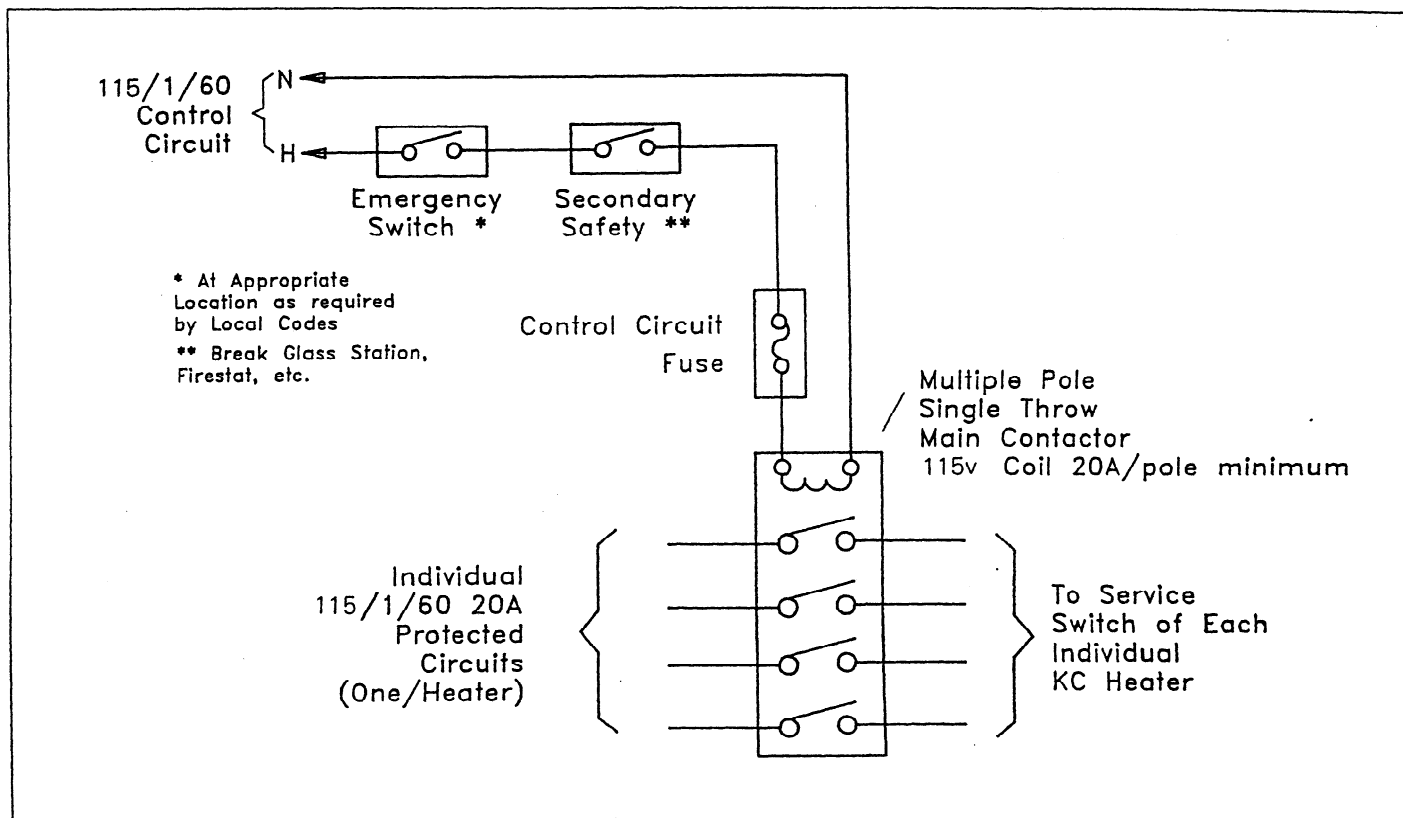 115/1/60
Control
Circuit
N
H
Emergency
Switch *
Secondary
Safety **
* At Appropriate
Location as required
by Local Codes
** Break Glass Station,
Firestat, etc.
Control Circuit
Fuse
Multiple Pole
Single Throw
Main Contactor
115v Coil 20A/pole minimum
Individual
115/1/60 20A
Protected
Circuits
(One/Heater)
To Service
Switch of Each
Individual
KC Heater